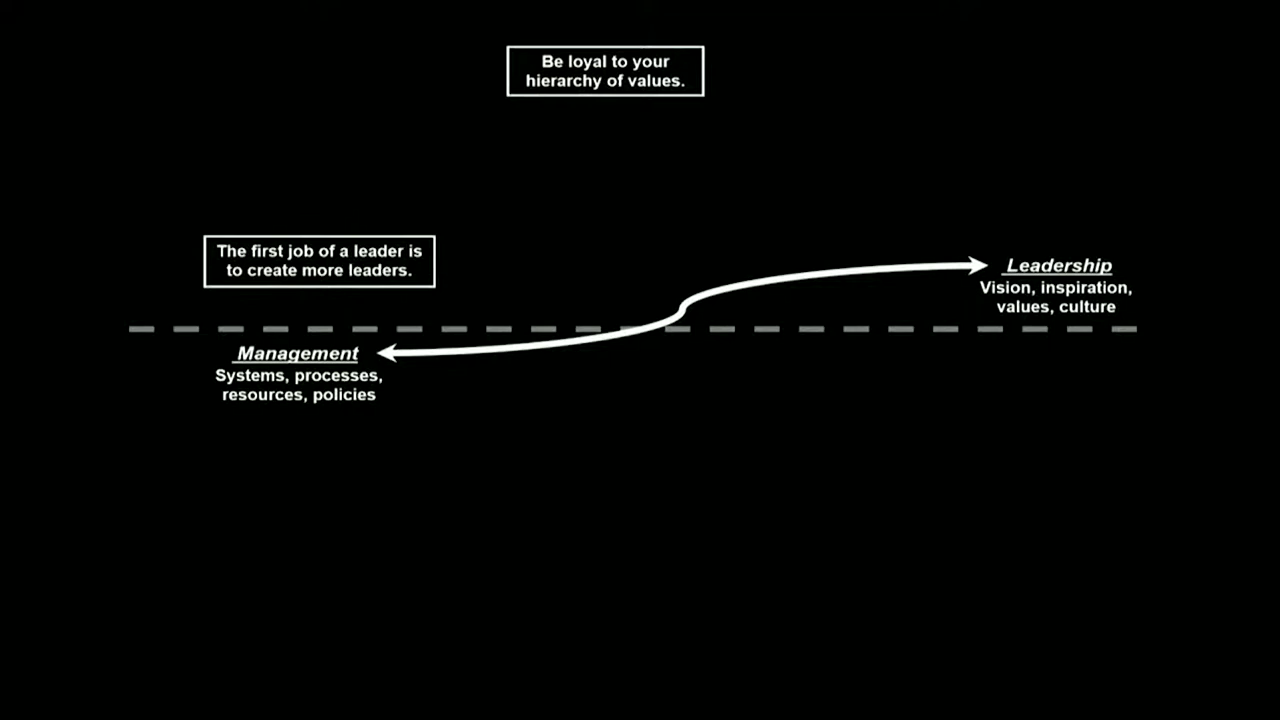 Be loyal to your
hierarchy of values.
The first job of a leader is
to create more leaders.
Leadership
Vision, inspiration,
values, culture
Management
Systems, processes,
resources, policies